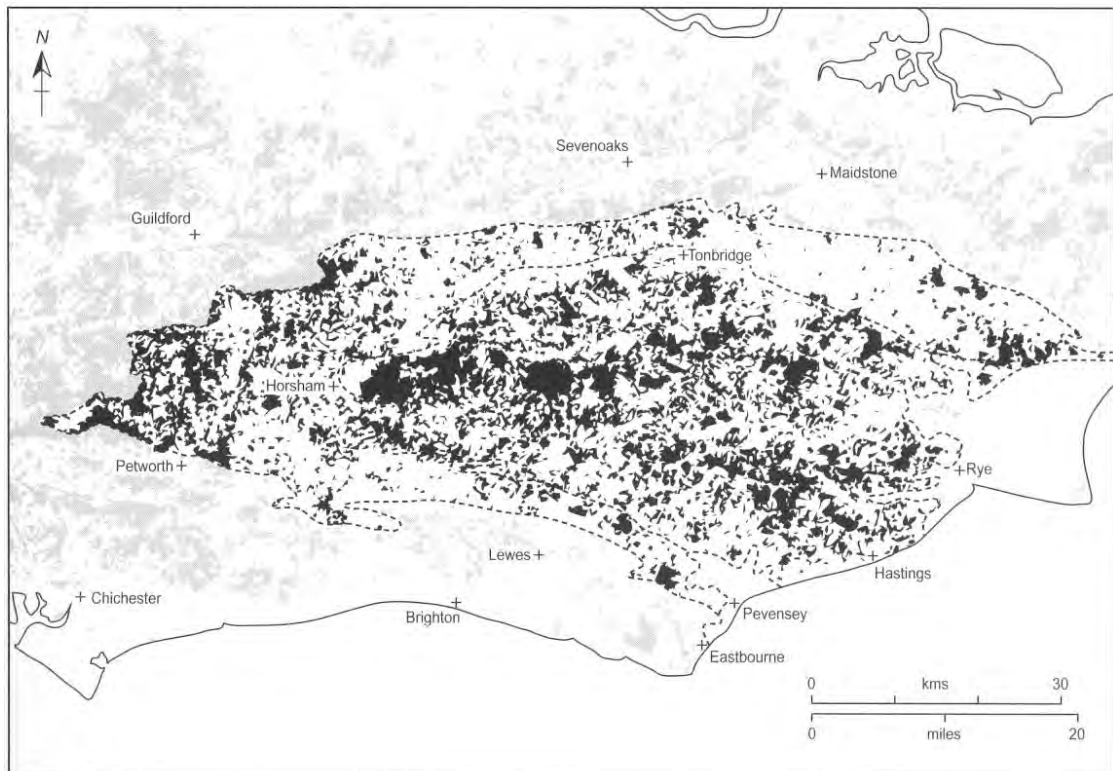 N
Sevenoaks
Maidstone
Guildford
Tonbridge
Horsham
Petworth
Rye
Lewes
Hastings
Chichester
Brighton
Pevensey
Eastbourne
0 kms 30
0 miles 20